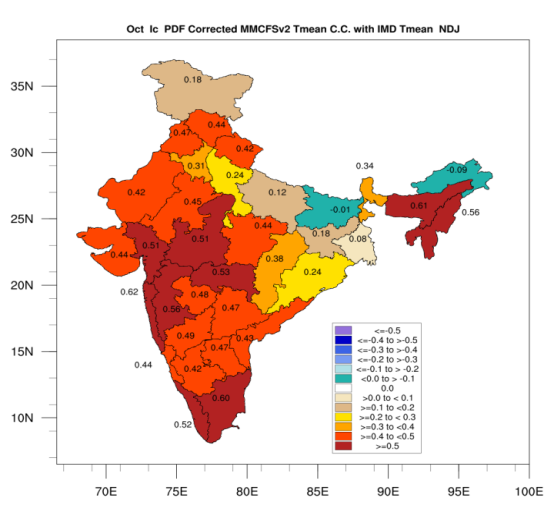 Oct Ic PDF Corrected MMCFSv2 Tmean C.C. with IMD Tmean NDJ
35N
0.18
0.44
0.47
0.42
30N
0.34
-0.09
0.31
0.24
0.42
0.12
0.45
0.61
0.56
-0.01
25N
0.44
0.18
0.51
0.51
0.08
0.44
0.38
0.53
0.24
20N
0.62
0.48
0.56
0.47
0.49
0.43
15N
0.47
0.44
0.42
0.60
10N
0.52
<=-0.5
<=-0.4 to >-0.5
<=-0.3 to >-0.4
<=-0.2 to >-0.3
<=-0.1 to > -0.2
<0.0 to > -0.1
0.0
>0.0 to < 0.1
>=0.1 to <0.2
>=0.2 to < 0.3
>=0.3 to <0.4
>=0.4 to <0.5
>=0.5
70E 75E 80E 85E 90E 95E 100E